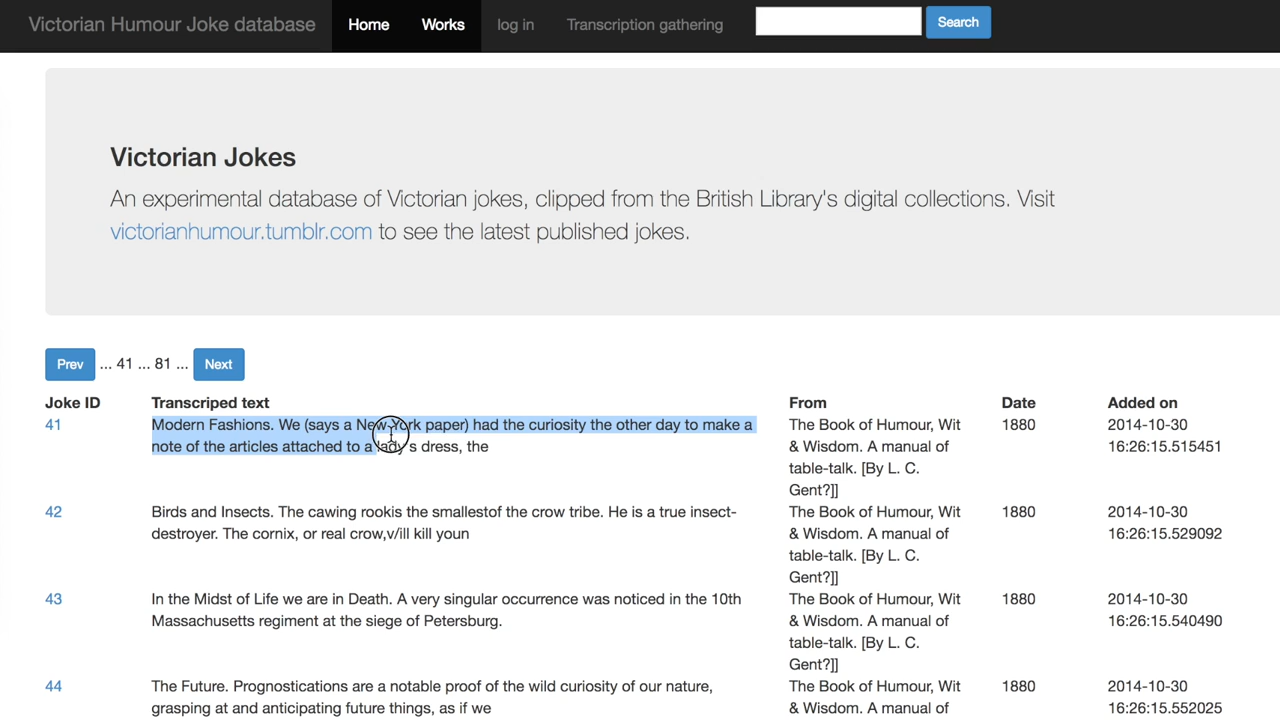 Victorian Humour Joke database Home Works log in Transcription gathering Search
Victorian Jokes
An experimental database of Victorian jokes, clipped from the British Library's digital collections. Visit
victorianhumour.tumblr.com to see the latest published jokes.
Prev ... 41 ... 81 ... Next
Joke ID Transcriped text From Date Added on
41 Modern Fashions. We (says a New York paper) had the curiosity the other day to make a The Book of Humour, Wit 1880 2014-10-30
note of the articles attached to a lady's dress, the & Wisdom. A manual of 16:26:15.515451
table-talk. [By L. C.
Gent?]]
42 Birds and Insects. The cawing rookis the smallestof the crow tribe. He is a true insect- The Book of Humour, Wit 1880 2014-10-30
destroyer. The cornix, or real crow,v/ill kill youn & Wisdom. A manual of 16:26:15.529092
table-talk. [By L. C.
Gent?]]
43 In the Midst of Life we are in Death. A very singular occurrence was noticed in the 10th The Book of Humour, Wit 1880 2014-10-30
Massachusetts regiment at the siege of Petersburg. & Wisdom. A manual of 16:26:15.540490
table-talk. [By L. C.
Gent?]]
44 The Future. Prognostications are a notable proof of the wild curiosity of our nature, The Book of Humour, Wit 1880 2014-10-30
grasping at and anticipating future things, as if we & Wisdom. A manual of 16:26:15.552025